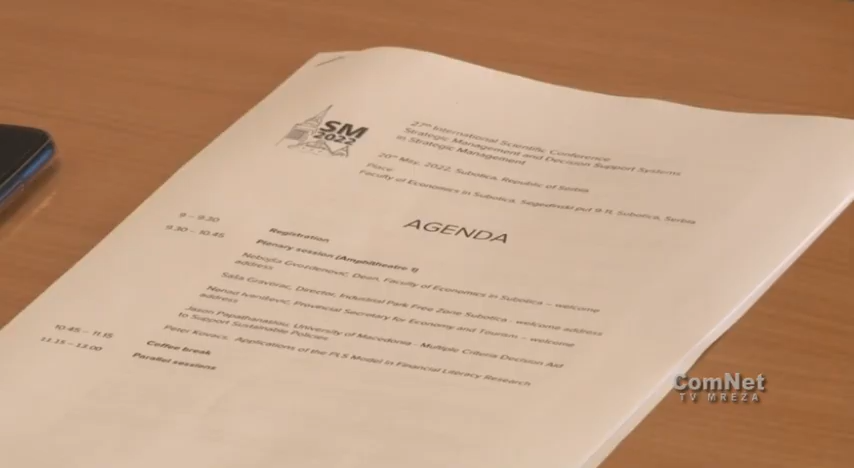 SM
2022
27th International Scientific Conference
Strategic Management and Decision Support Systems
in Strategic Management
20th May, 2022, Subotica, Republic of Serbia
Place:
Faculty of Economics in Subotica, Segedinski put 9-11, Subotica, Serbia
AGENDA
9 – 9.30 Registration
9.30 – 10.45 Plenary session (Amphitheatre 1)
Nebojša Gvozdenović, Dean, Faculty of Economics in Subotica – welcome
address
Saša Gravorac, Director, Industrial Park Free Zone Subotica - welcome address
Nenad Ivanišević, Provincial Secretary for Economy and Tourism – welcome
address
Jason Papathanasiou, University of Macedonia - Multiple Criteria Decision Aid
to Support Sustainable Policies
Peter Kovacs, Applications of the PLS Model in Financial Literacy Research
10.45 – 11.15 Coffee break
11.15 – 13.00 Parallel sessions
ComNet
TV MREZA